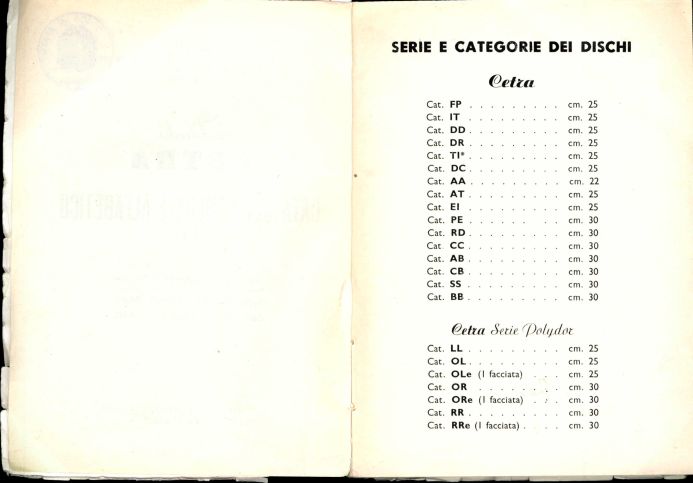 SERIE E CATEGORIE DEI DISCHI
Cetra
Cat. FP . . . . . . . . . cm. 25
Cat. IT . . . . . . . . . cm. 25
Cat. DD . . . . . . . . . cm. 25
Cat. DR . . . . . . . . . cm. 25
Cat. TI* . . . . . . . . . cm. 25
Cat. DC . . . . . . . . . cm. 25
Cat. AA . . . . . . . . . cm. 22
Cat. AT . . . . . . . . . cm. 25
Cat. EI . . . . . . . . . cm. 25
Cat. PE . . . . . . . . . cm. 30
Cat. RD . . . . . . . . . cm. 30
Cat. CC . . . . . . . . . cm. 30
Cat. AB . . . . . . . . . cm. 30
Cat. CB . . . . . . . . . cm. 30
Cat. SS . . . . . . . . . cm. 30
Cat. BB . . . . . . . . . cm. 30
Cetra Serie Polydor
Cat. LL . . . . . . . . . cm. 25
Cat. OL . . . . . . . . . cm. 25
Cat. OLe (1 facciata) . . . cm. 25
Cat. OR . . . . . . . . cm. 30
Cat. ORe (1 facciata) . . . cm. 30
Cat. RR . . . . . . . . . cm. 30
Cat. RRe (1 facciata) . . . . cm. 30